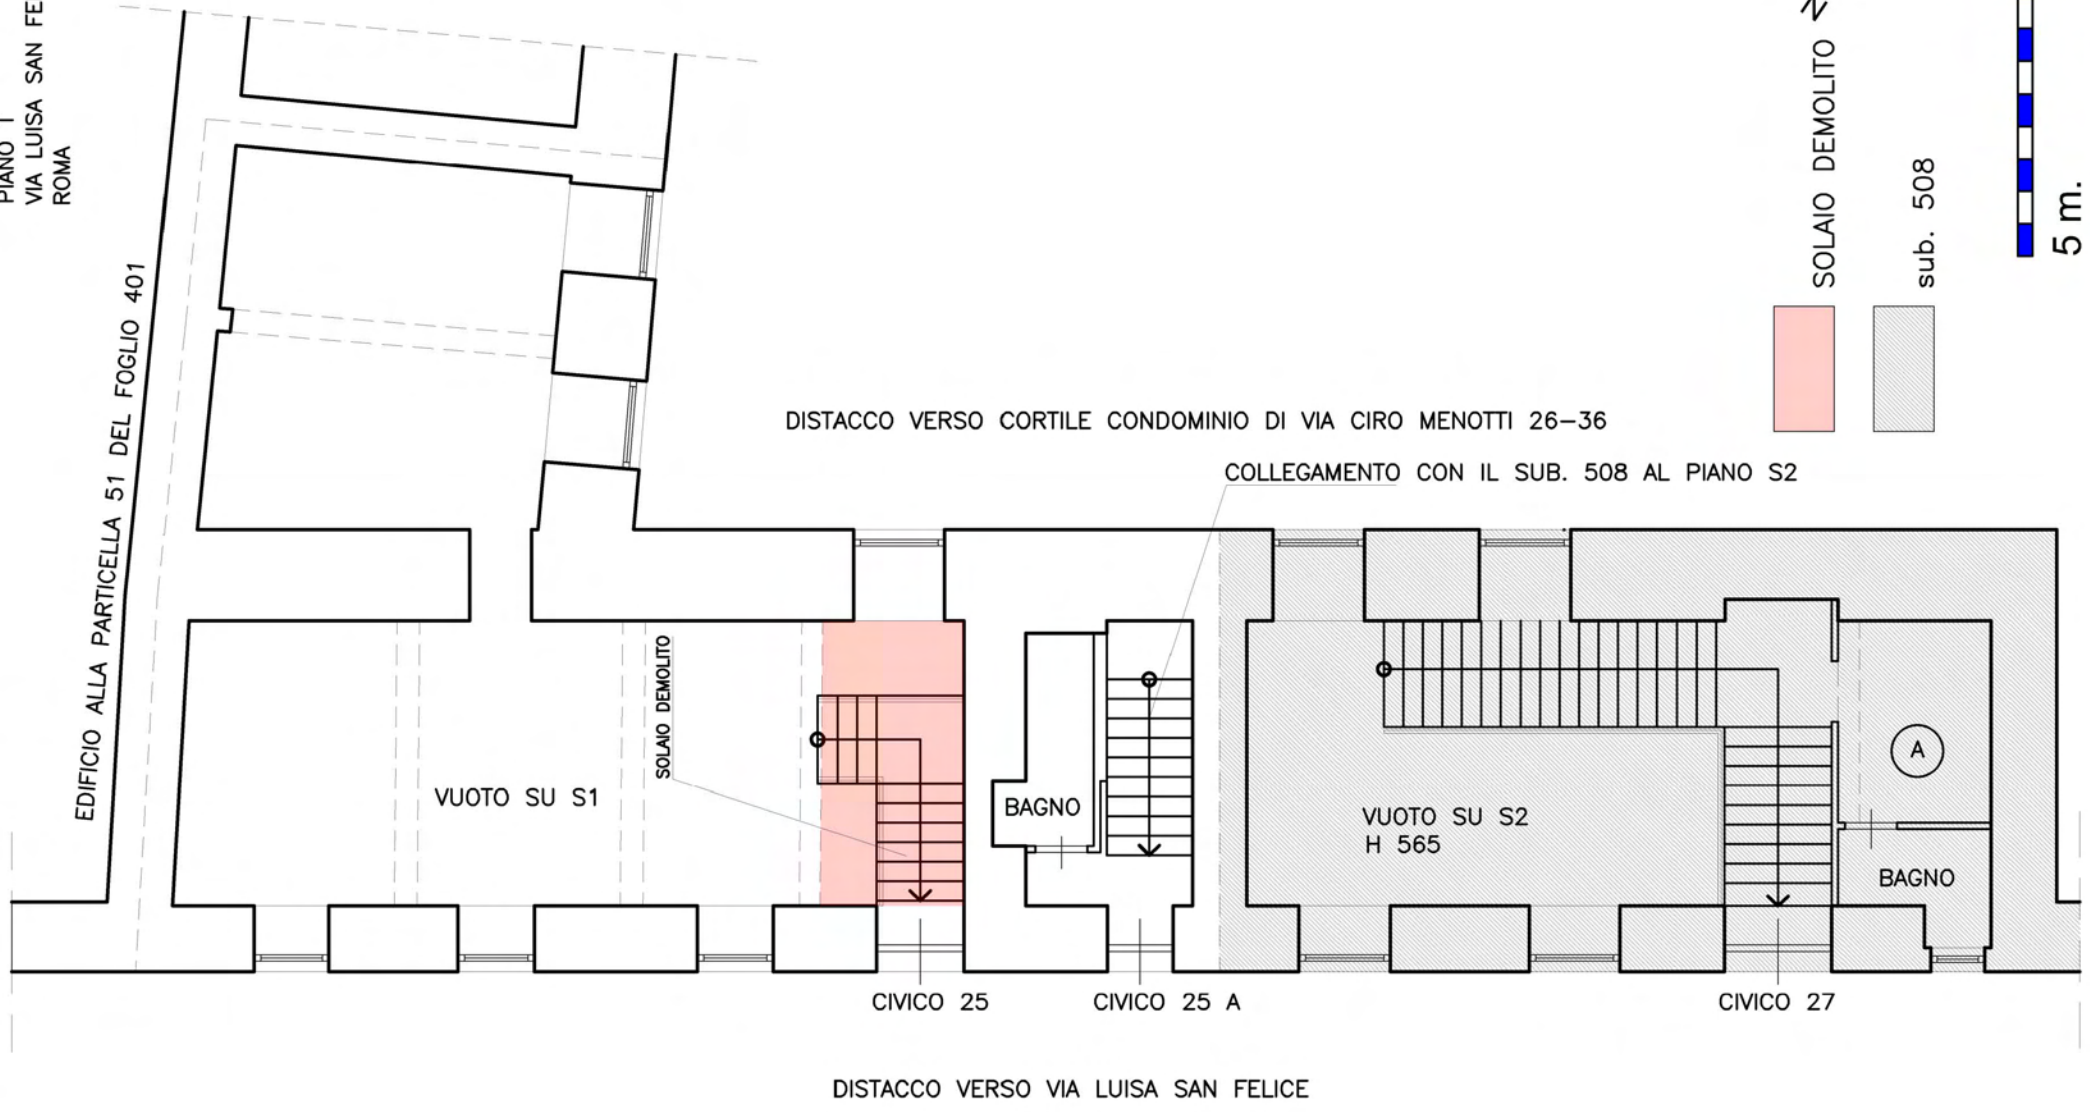 PIANO T
VIA LUISA SAN FE
ROMA
EDIFICIO ALLA PARTICELLA 51 DEL FOGLIO 401
SOLAIO DEMOLITO
sub. 508
5 m.
DISTACCO VERSO CORTILE CONDOMINIO DI VIA CIRO MENOTTI 26-36
COLLEGAMENTO CON IL SUB. 508 AL PIANO S2
SOLAIO DEMOLITO
VUOTO SU S1
BAGNO
VUOTO SU S2
H 565
A
BAGNO
CIVICO 25
CIVICO 25 A
CIVICO 27
DISTACCO VERSO VIA LUISA SAN FELICE